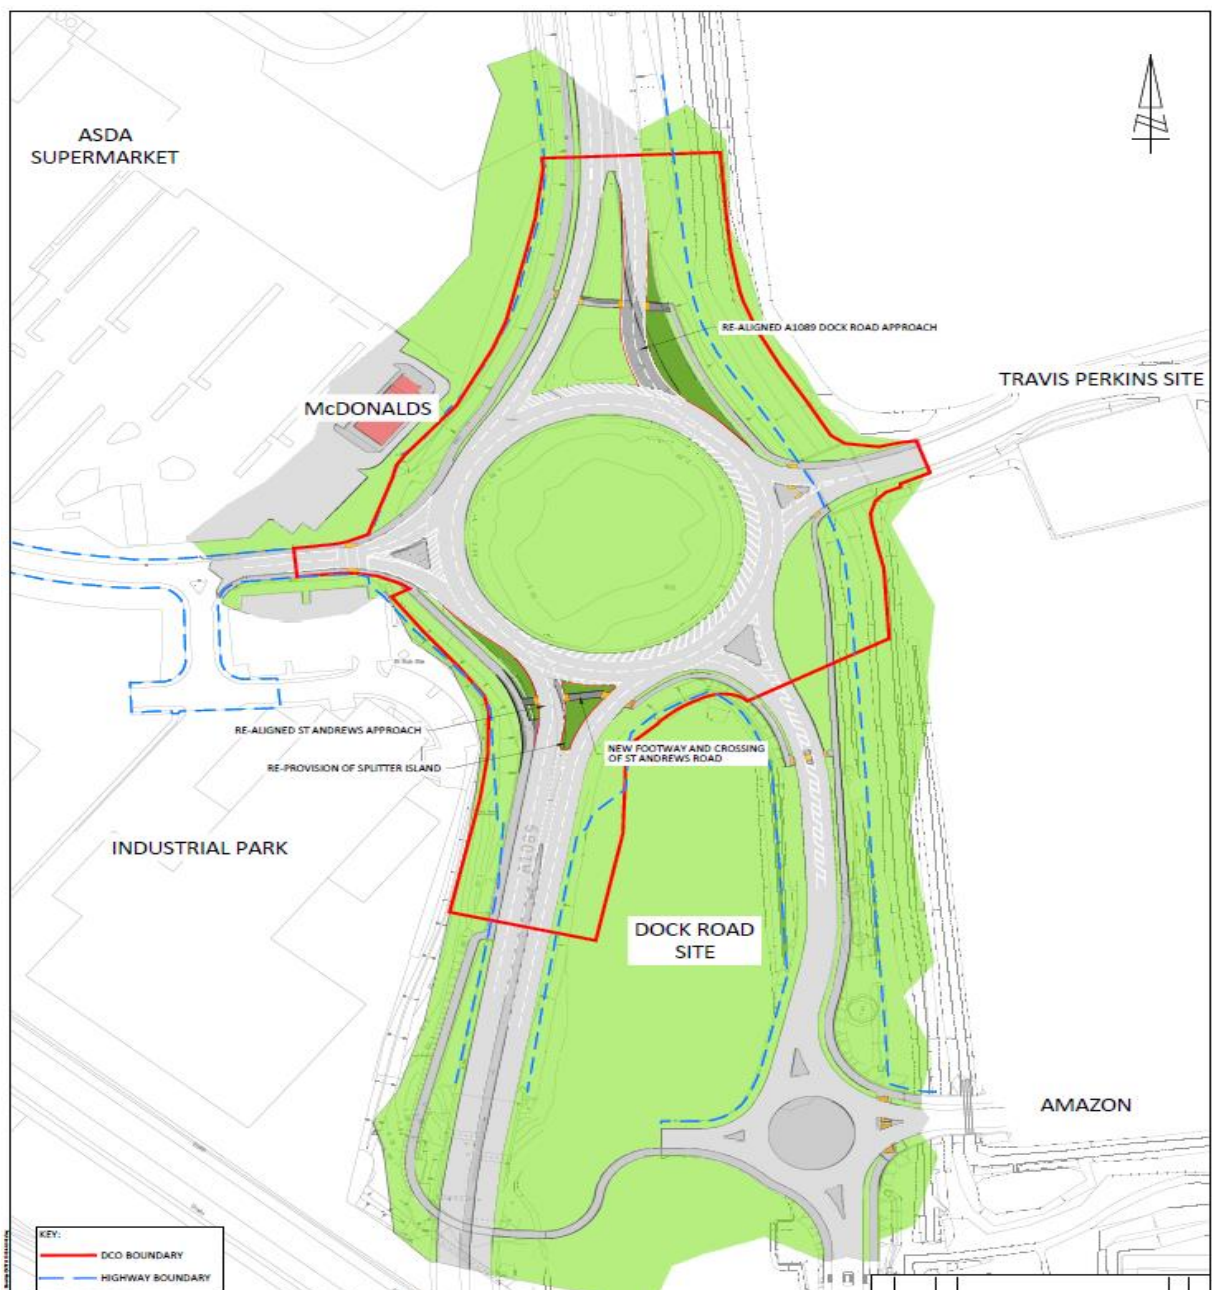 ASDA
SUPERMARKET
RE-ALIGNED A1089 DOCK ROAD APPROACH
TRAVIS PERKINS SITE
McDONALDS
RE-ALIGNED ST ANDREWS APPROACH
NEW FOOTWAY AND CROSSING
OF ST ANDREWS ROAD
RE-PROVISION OF SPLITTER ISLAND
A1089
INDUSTRIAL PARK
DOCK ROAD
SITE
AMAZON
KEY:
DCO BOUNDARY
HIGHWAY BOUNDARY